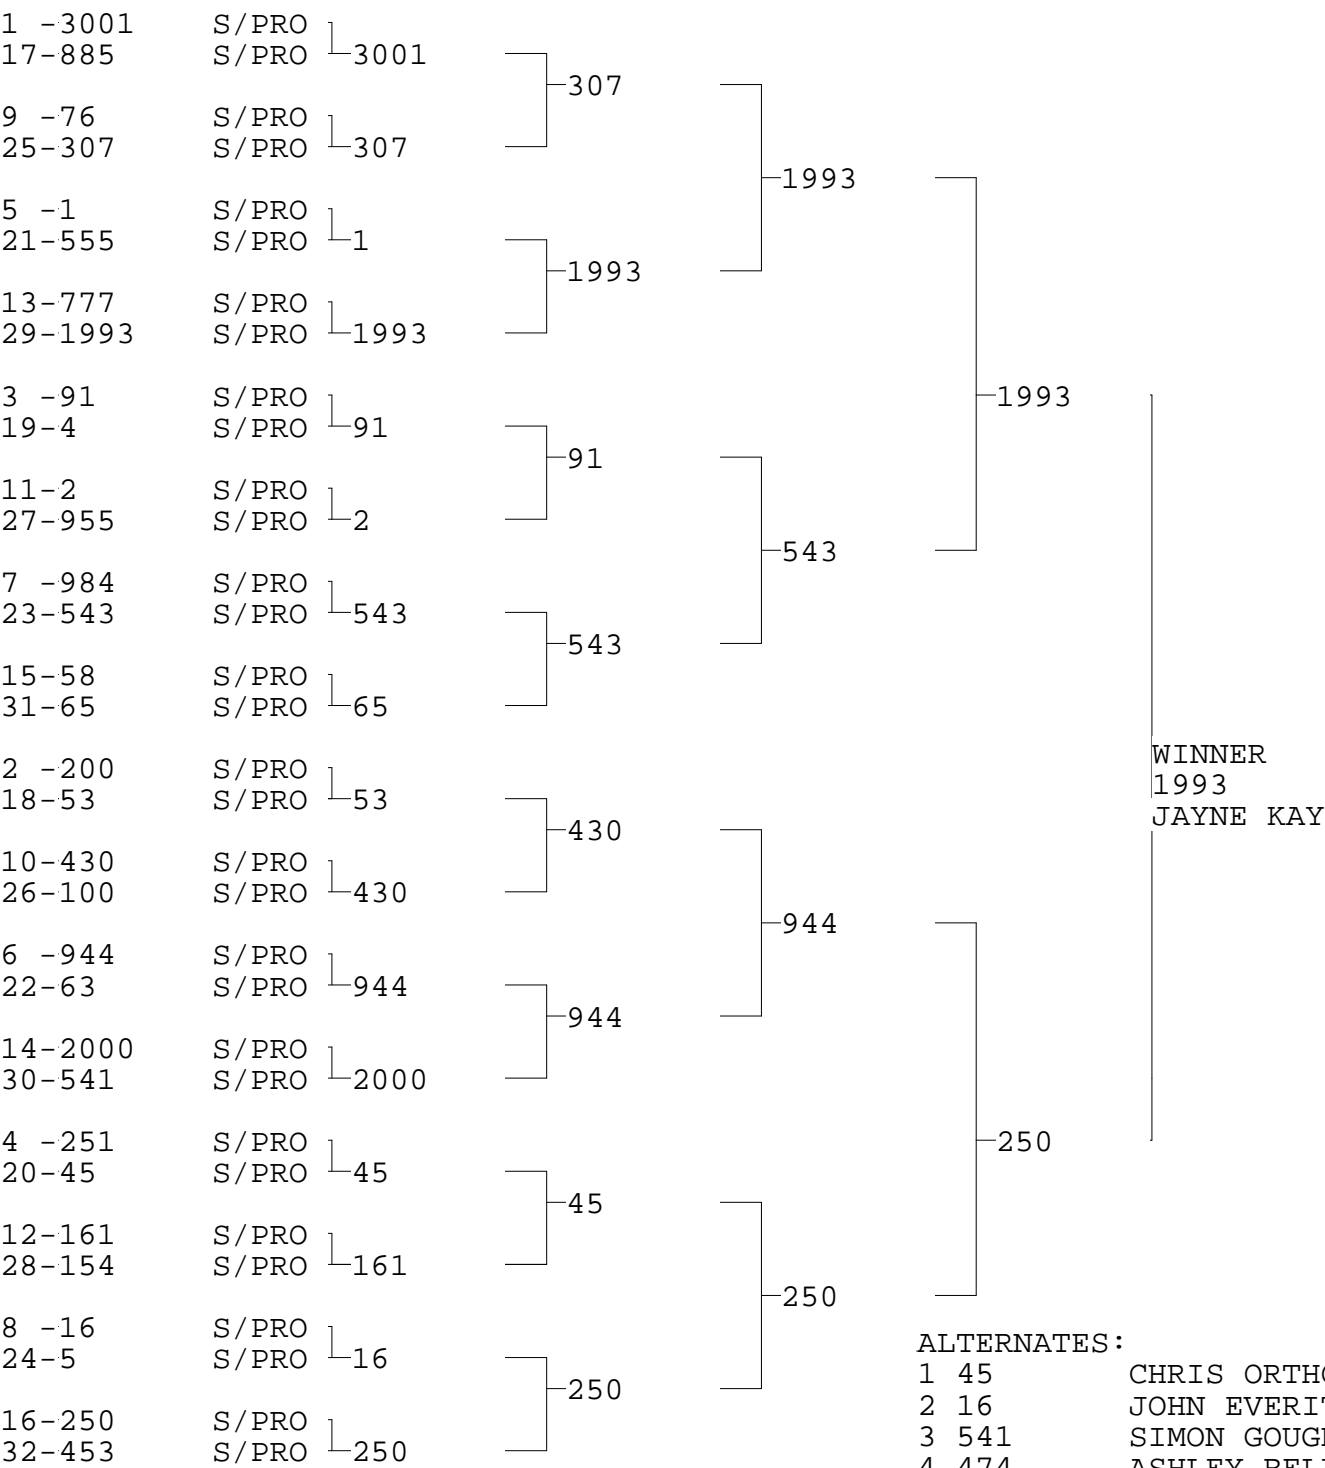 1 -3001 S/PRO
17-885 S/PRO 3001
307
9 -76 S/PRO
25-307 S/PRO 307
1993
5 -1 S/PRO
21-555 S/PRO 1
1993
13-777 S/PRO
29-1993 S/PRO 1993
3 -91 S/PRO 1993
19-4 S/PRO 91
91
11-2 S/PRO
27-955 S/PRO 2
543
7 -984 S/PRO
23-543 S/PRO 543
543
15-58 S/PRO
31-65 S/PRO 65
WINNER
2 -200 S/PRO
18-53 S/PRO 53 1993
JAYNE KAY
430
10-430 S/PRO
26-100 S/PRO 430
944
6 -944 S/PRO
22-63 S/PRO 944
944
14-2000 S/PRO
30-541 S/PRO 2000
4 -251 S/PRO 250
20-45 S/PRO 45
45
12-161 S/PRO
28-154 S/PRO 161
250
8 -16 S/PRO
24-5 S/PRO 16
250
16-250 S/PRO
32-453 S/PRO 250
ALTERNATES:
1 45 CHRIS
2 16 JOHN
3 541 SIMON
4 474 ASHLEY